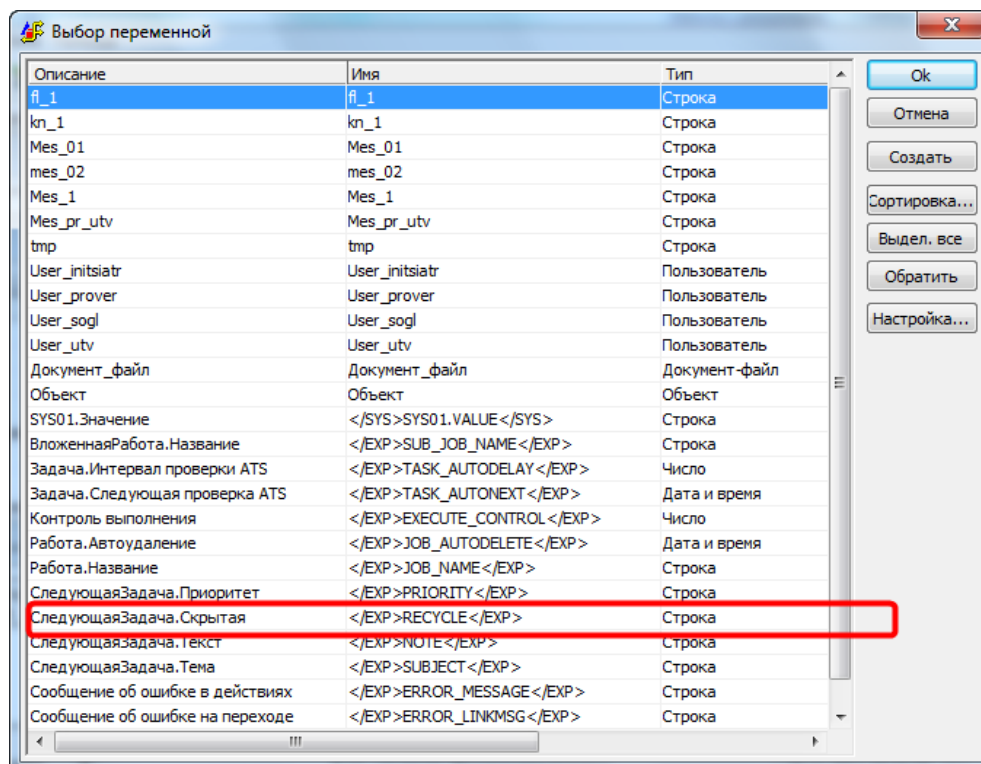 Выбор переменной
Описание Имя Тип
fl_1 fl_1 Строка
kn_1 kn_1 Строка
Mes_01 Mes_01 Строка
mes_02 mes_02 Строка
Mes_1 Mes_1 Строка
Mes_pr_utv Mes_pr_utv Строка
tmp tmp Строка
User_initsiatr User_initsiatr Пользователь
User_prover User_prover Пользователь
User_sogl User_sogl Пользователь
User_utv User_utv Пользователь
Документ_файл Документ_файл Документ-файл
Объект Объект Объект
SYS01.Значение </SYS>SYS01.VALUE</SYS> Строка
ВложеннаяРабота.Название </EXP>SUB_JOB_NAME</EXP> Строка
Задача.Интервал проверки ATS </EXP>TASK_AUTODELAY</EXP> Число
Задача.Следующая проверка ATS </EXP>TASK_AUTONEXT</EXP> Дата и время
Контроль выполнения </EXP>EXECUTE_CONTROL</EXP> Число
Работа.Автоудаление </EXP>JOB_AUTODELETE</EXP> Дата и время
Работа.Название </EXP>JOB_NAME</EXP> Строка
СледующаяЗадача.Приоритет </EXP>PRIORITY</EXP> Строка
СледующаяЗадача.Скрытая </EXP>RECYCLE</EXP> Строка
СледующаяЗадача.Текст </EXP>NOTE</EXP> Строка
СледующаяЗадача.Тема </EXP>SUBJECT</EXP> Строка
Сообщение об ошибке в действиях </EXP>ERROR_MESSAGE</EXP> Строка
Сообщение об ошибке на переходе </EXP>ERROR_LINKMSG</EXP> Строка
Ok
Отмена
Создать
Сортировка...
Выдел. все
Обратить
Настройка...